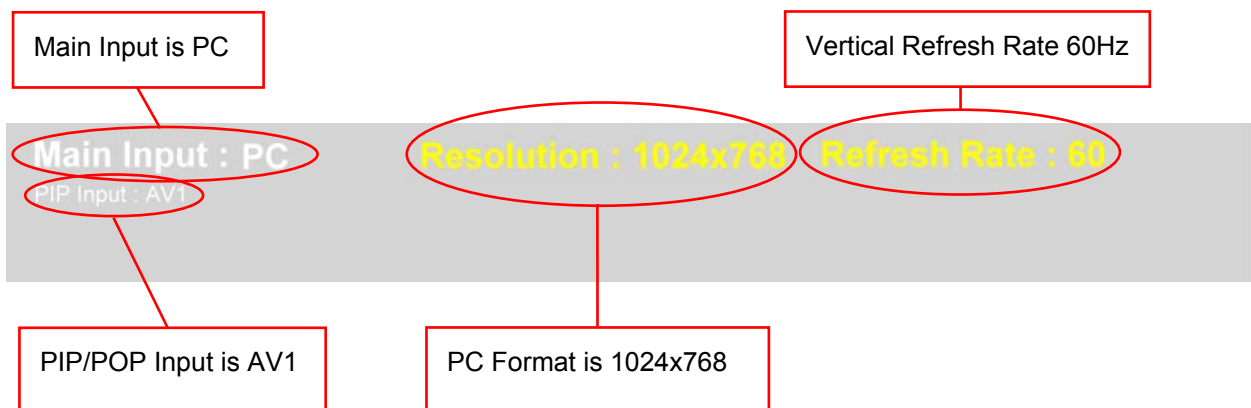 Main Input is PC
Vertical Refresh Rate 60Hz
Main Input : PC
Resolution : 1024x768
Refresh Rate : 60
PIP Input : AV1
PIP/POP Input is AV1
PC Format is 1024x768